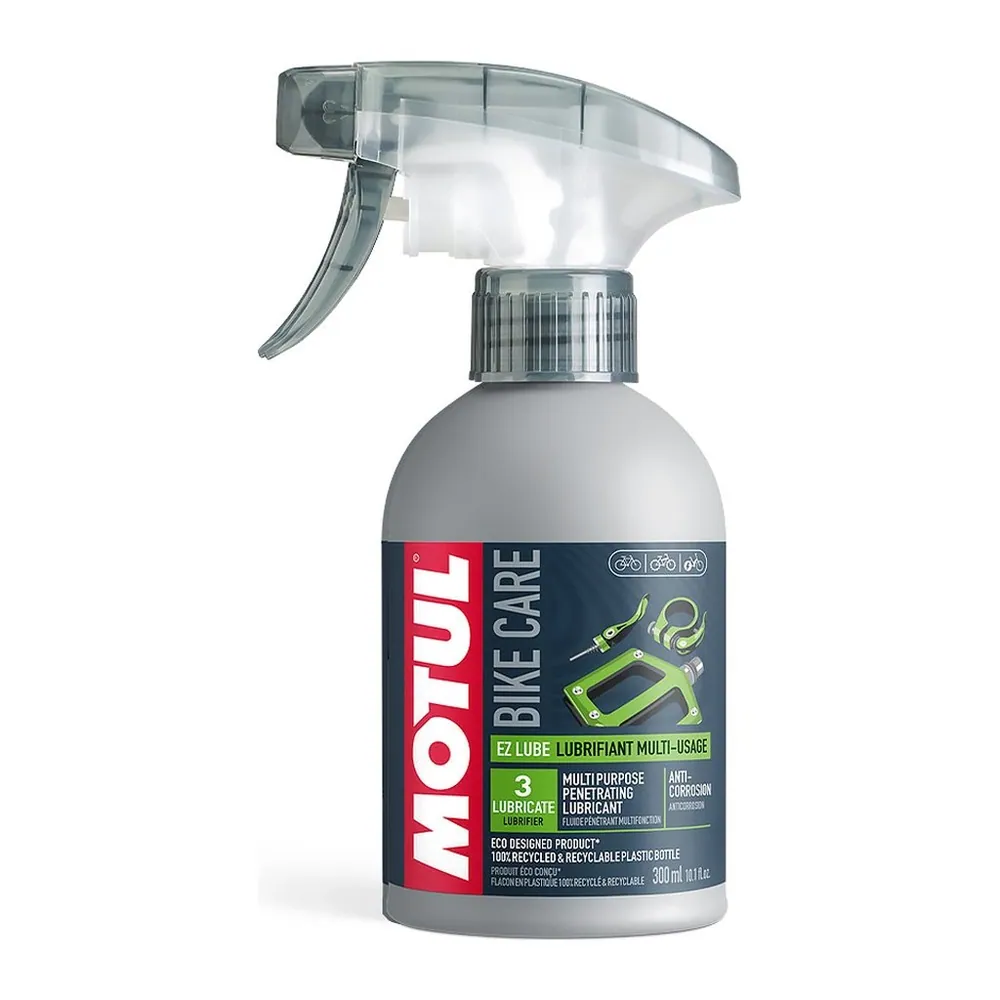 MOTUL®
BIKE CARE
EZ LUBE LUBRIFIANT MULTI-USAGE
3
LUBRICATE
LUBRIFIER
MULTI PURPOSE
PENETRATING
LUBRICANT
FLUIDE PÉNÉTRANT MULTIFONCTION
ANTI-
CORROSION
ANTICORROSION
ECO DESIGNED PRODUCT*
100% RECYCLED & RECYCLABLE PLASTIC BOTTLE
PRODUIT ÉCO CONÇU*
FLACON EN PLASTIQUE 100% RECYCLÉ & RECYCLABLE
300 ml 10.1 fl.oz.